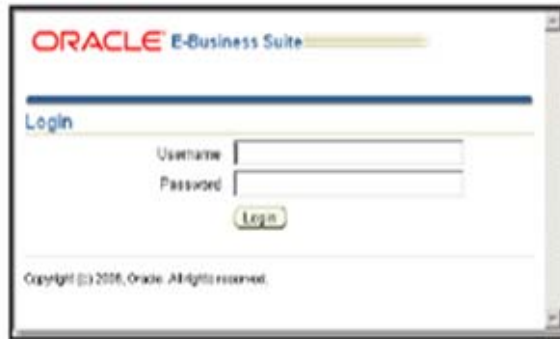 ORACLE E-Business Suite
Login
Username
Password
Login
Copyright (c) 2006, Oracle. All rights reserved.